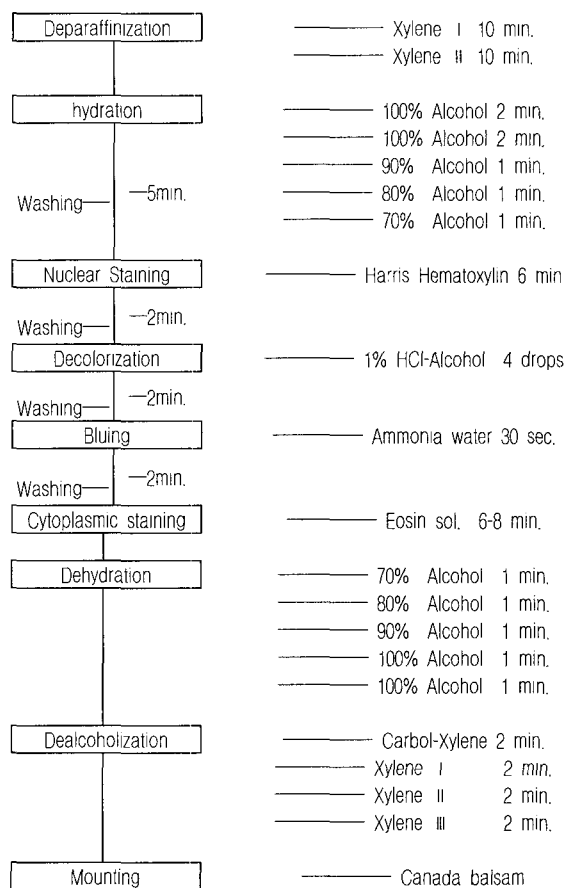 Deparaffinization Xylene I 10 min.
Xylene II 10 min.
hydration 100% Alcohol 2 min.
100% Alcohol 2 min.
90% Alcohol 1 min.
Washing 5min. 80% Alcohol 1 min.
70% Alcohol 1 min.
Nuclear Staining Harris Hematoxylin 6 min
Washing 2min.
Decolorization 1% HCl-Alcohol 4 drops
Washing 2min.
Bluing Ammonia water 30 sec.
Washing 2min.
Cytoplasmic staining Eosin sol. 6-8 min.
Dehydration 70% Alcohol 1 min.
80% Alcohol 1 min.
90% Alcohol 1 min.
100% Alcohol 1 min.
100% Alcohol 1 min.
Dealcoholization Carbol-Xylene 2 min.
Xylene I 2 min.
Xylene II 2 min.
Xylene III 2 min.
Mounting Canada balsam